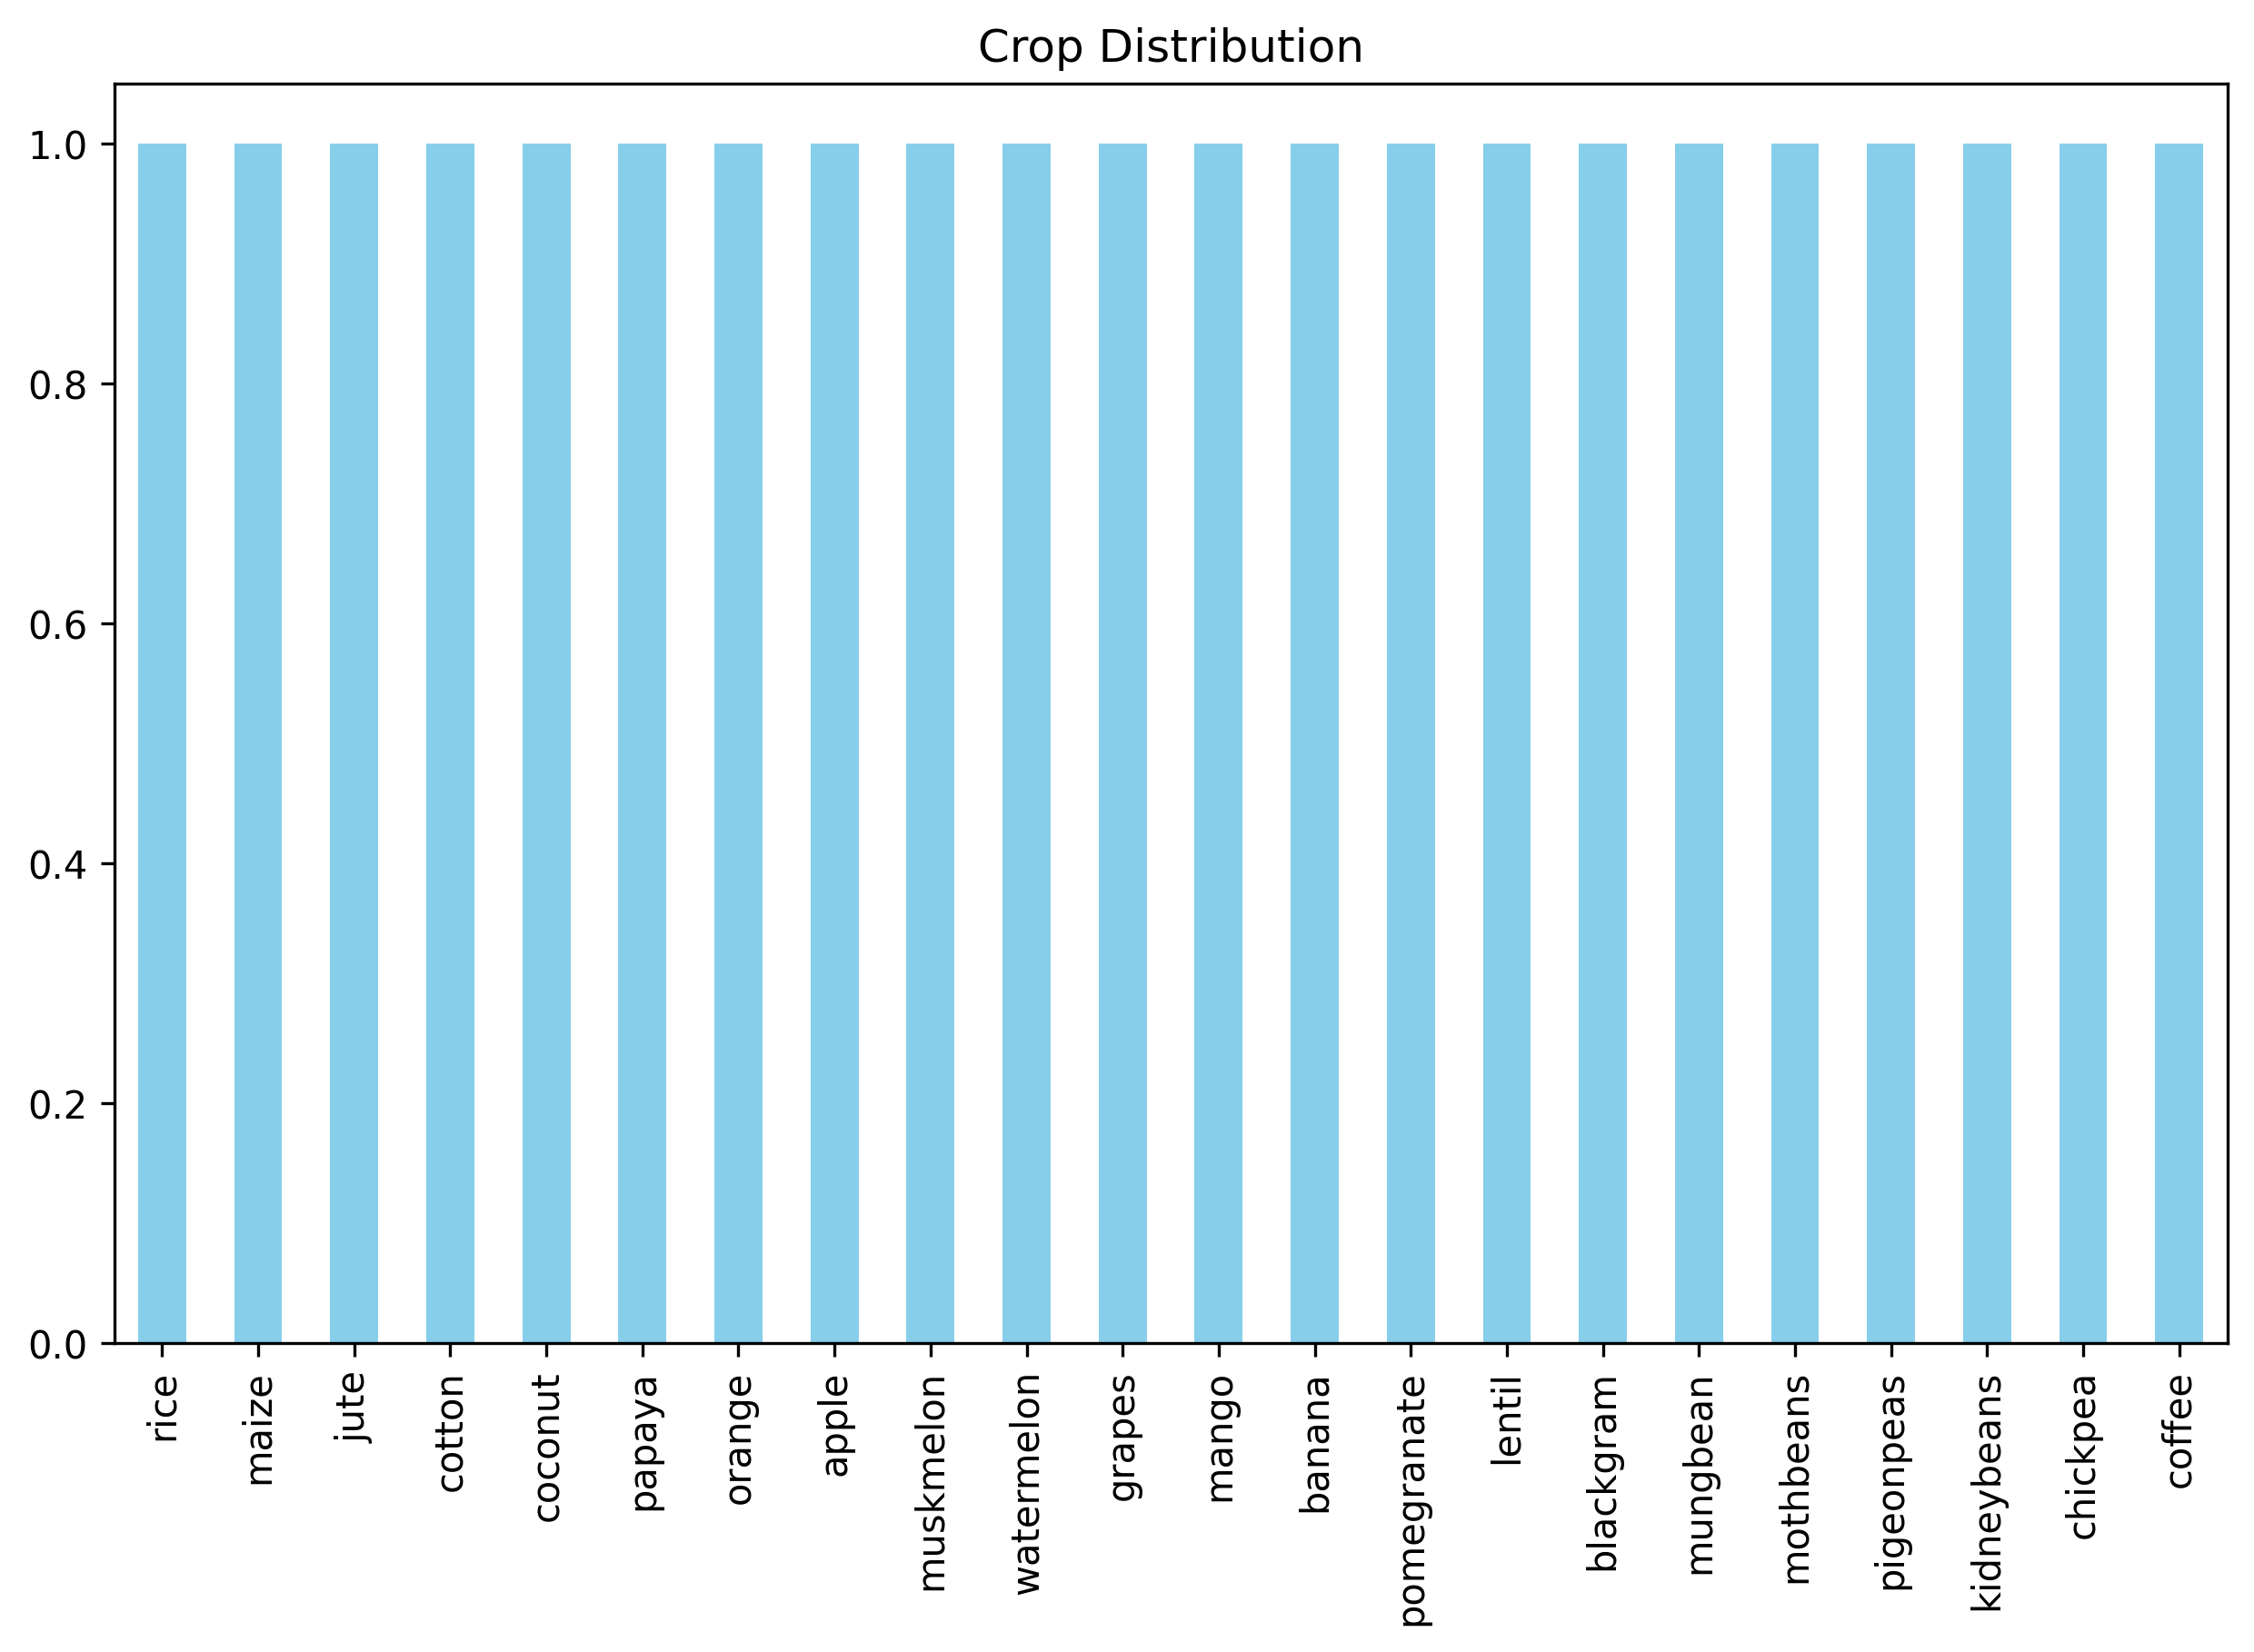 Crop Distribution
1.0
0.8
0.6
0.4
0.2
0.0
rice
maize
jute
cotton
coconut
papaya
orange
apple
muskmelon
watermelon
grapes
mango
banana
pomegranate
lentil
blackgram
mungbean
mothbeans
pigeonpeas
kidneybeans
chickpea
coffee